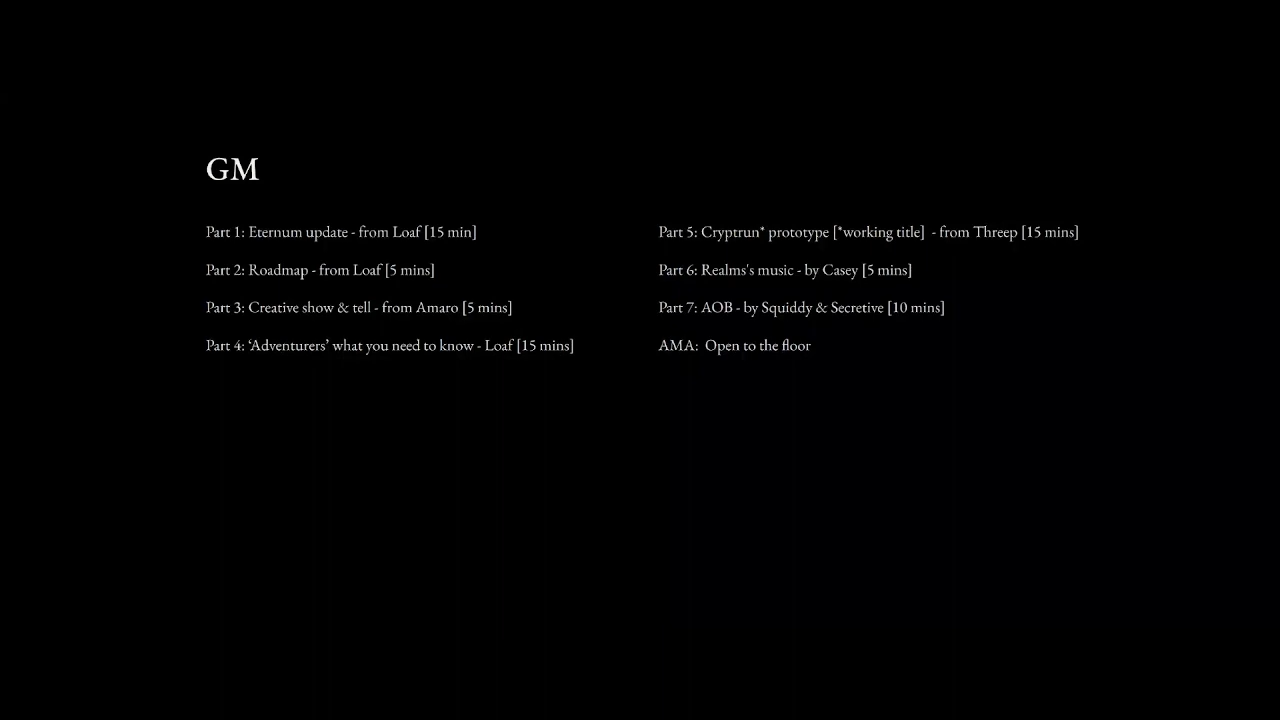 GM
Part 1: Eternum update - from Loaf [15 min]
Part 2: Roadmap - from Loaf [5 mins]
Part 3: Creative show & tell - from Amaro [5 mins]
Part 4: ‘Adventurers’ what you need to know - Loaf [15 mins]
Part 5: Cryptrun* prototype [*working title]  - from Threep [15 mins]
Part 6: Realms's music - by Casey [5 mins]
Part 7: AOB - by Squiddy & Secretive [10 mins]
AMA:  Open to the floor